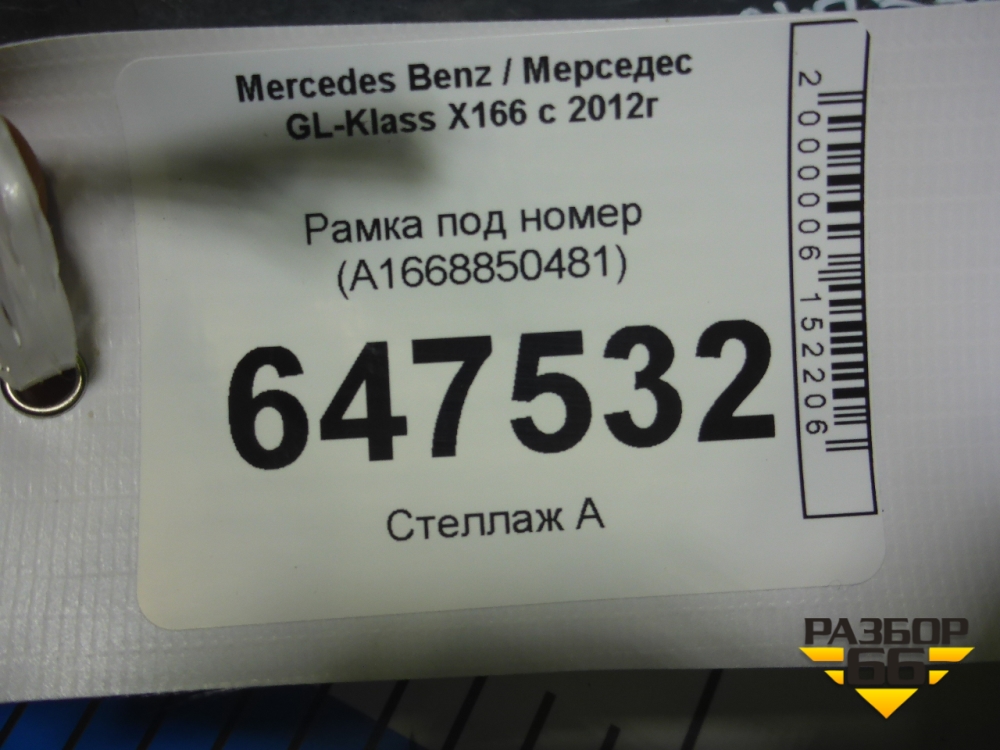 Mercedes Benz / Мерседес
GL-Klass X166 с 2012г
Рамка под номер
(A1668850481)
647532
Стеллаж А
2000006152206
РАЗБОР
66